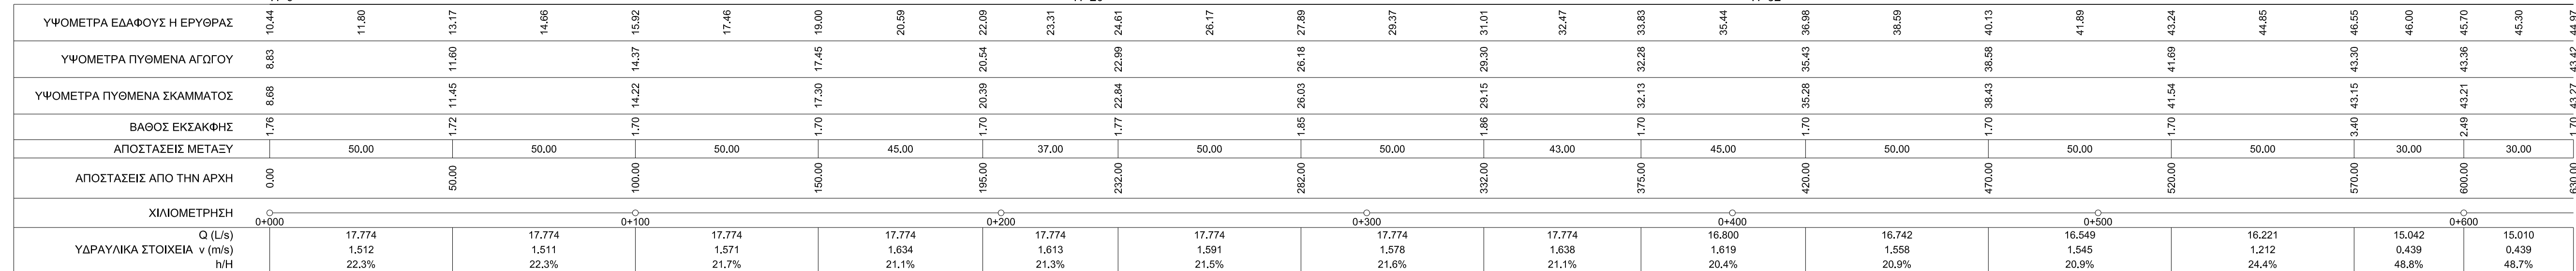 ΥΨΟΜΕΤΡΑ ΕΔΑΦΟΥΣ Η ΕΡΥΘΡΑΣ 10.44 11.80 13.17 14.66 15.92 17.46 19.00 20.59 22.09 23.31 24.61 26.17 27.89 29.37 31.01 32.47 33.83 35.44 36.98 38.59 40.13 41.89 43.24 44.85 46.55 46.00 45.70 45.30 44.97
ΥΨΟΜΕΤΡΑ ΠΥΘΜΕΝΑ ΑΓΩΓΟΥ 8.83 11.60 14.37 17.45 20.54 22.99 26.18 29.30 32.28 35.43 38.58 41.69 43.30 43.36 43.42
ΥΨΟΜΕΤΡΑ ΠΥΘΜΕΝΑ ΣΚΑΜΜΑΤΟΣ 8.68 11.45 14.22 17.30 20.39 22.84 26.03 29.15 32.13 35.28 38.43 41.54 43.15 43.21 43.27
ΒΑΘΟΣ ΕΚΣΑΚΦΗΣ 1.76 1.72 1.70 1.70 1.70 1.77 1.85 1.86 1.70 1.70 1.70 1.70 3.40 2.49 1.70
ΑΠΟΣΤΑΣΕΙΣ ΜΕΤΑΞΥ 50.00 50.00 50.00 45.00 37.00 50.00 50.00 43.00 45.00 50.00 50.00 50.00 30.00 30.00
ΑΠΟΣΤΑΣΕΙΣ ΑΠΟ ΤΗΝ ΑΡΧΗ 0.00 50.00 100.00 150.00 195.00 232.00 282.00 332.00 375.00 420.00 470.00 520.00 570.00 600.00 630.00
ΧΙΛΙΟΜΕΤΡΗΣΗ
0+000 0+100 0+200 0+300 0+400 0+500 0+600
Q (L/s) 17.774 17.774 17.774 17.774 17.774 17.774 17.774 17.774 16.800 16.742 16.549 16.221 15.042 15.010
ΥΔΡΑΥΛΙΚΑ ΣΤΟΙΧΕΙΑ v (m/s) 1.512 1.511 1.571 1.634 1.613 1.591 1.578 1.638 1.619 1.558 1.545 1.212 0.439 0.439
h/H 22.3% 22.3% 21.7% 21.1% 21.3% 21.5% 21.6% 21.1% 20.4% 20.9% 20.9% 24.4% 48.8% 48.7%